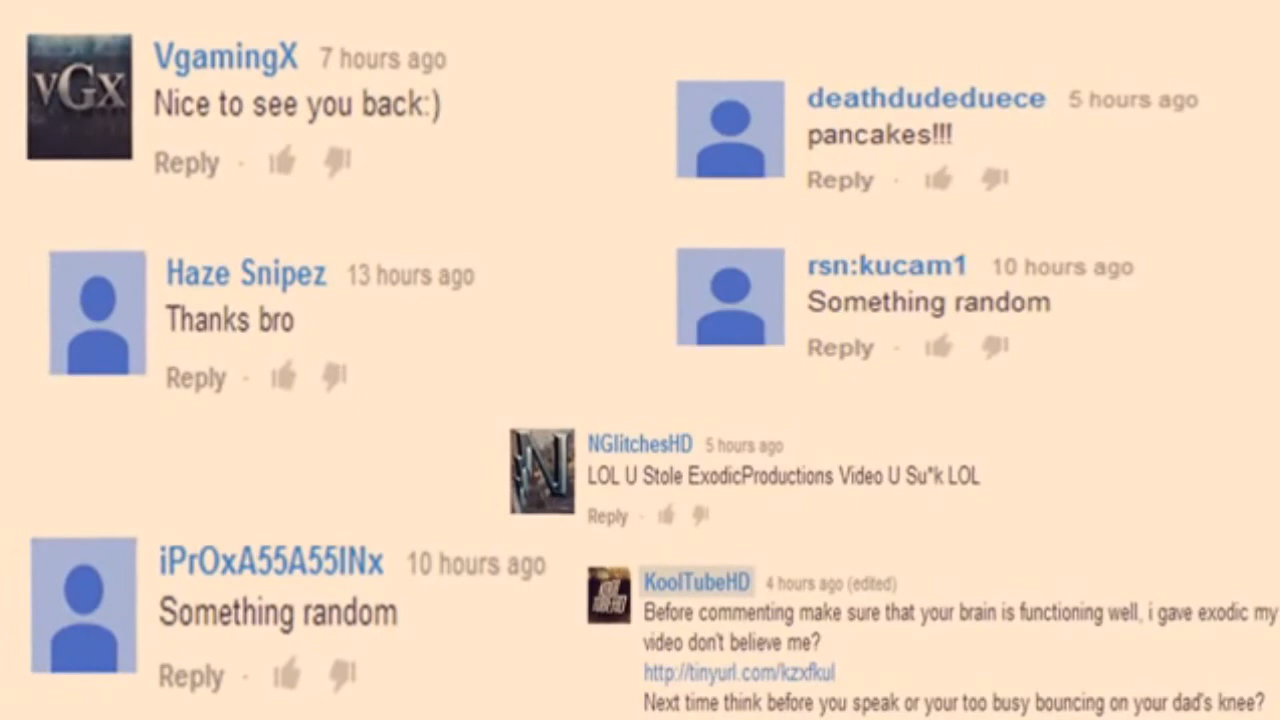 vGx
VgamingX 7 hours ago
Nice to see you back:)
Reply ·
deathdudeduece 5 hours ago
pancakes!!!
Reply ·
Haze Snipez 13 hours ago
Thanks bro
Reply ·
rsn:kucam1 10 hours ago
Something random
Reply ·
N
NGlitchesHD 5 hours ago
LOL U Stole ExodicProductions Video U Su*k LOL
Reply ·
iPrOxA55A55INx 10 hours ago
Something random
Reply ·
KoolTubeHD 4 hours ago (edited)
Before commenting make sure that your brain is functioning well, i gave exodic my
video don't believe me?
http://tinyurl.com/kzxfkul
Next time think before you speak or your too busy bouncing on your dad's knee?